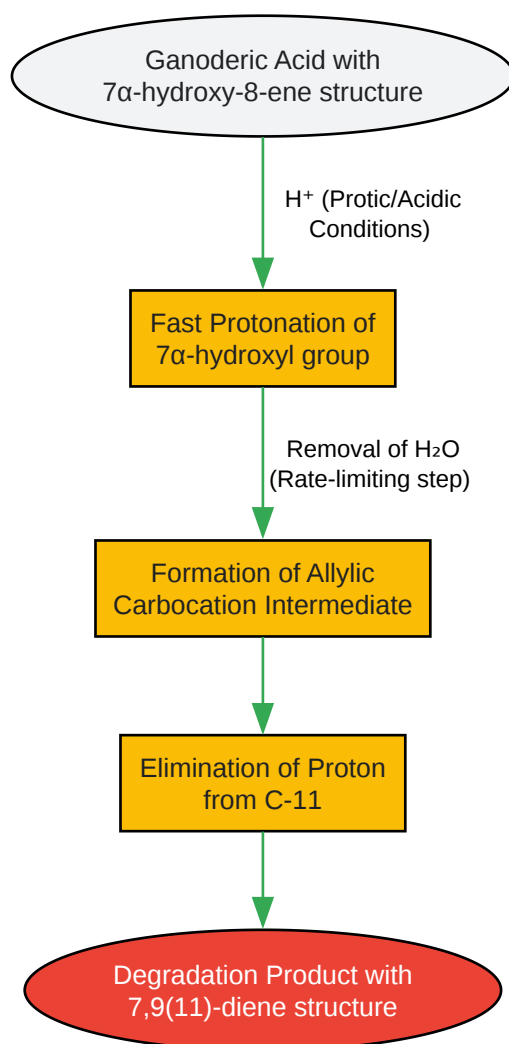 Ganoderic Acid with
7α-hydroxy-8-ene structure
H⁺ (Protic/Acidic
Conditions)
Fast Protonation of
7α-hydroxyl group
Removal of H₂O
(Rate-limiting step)
Formation of Allylic
Carbocation Intermediate
Elimination of Proton
from C-11
Degradation Product with
7,9(11)-diene structure